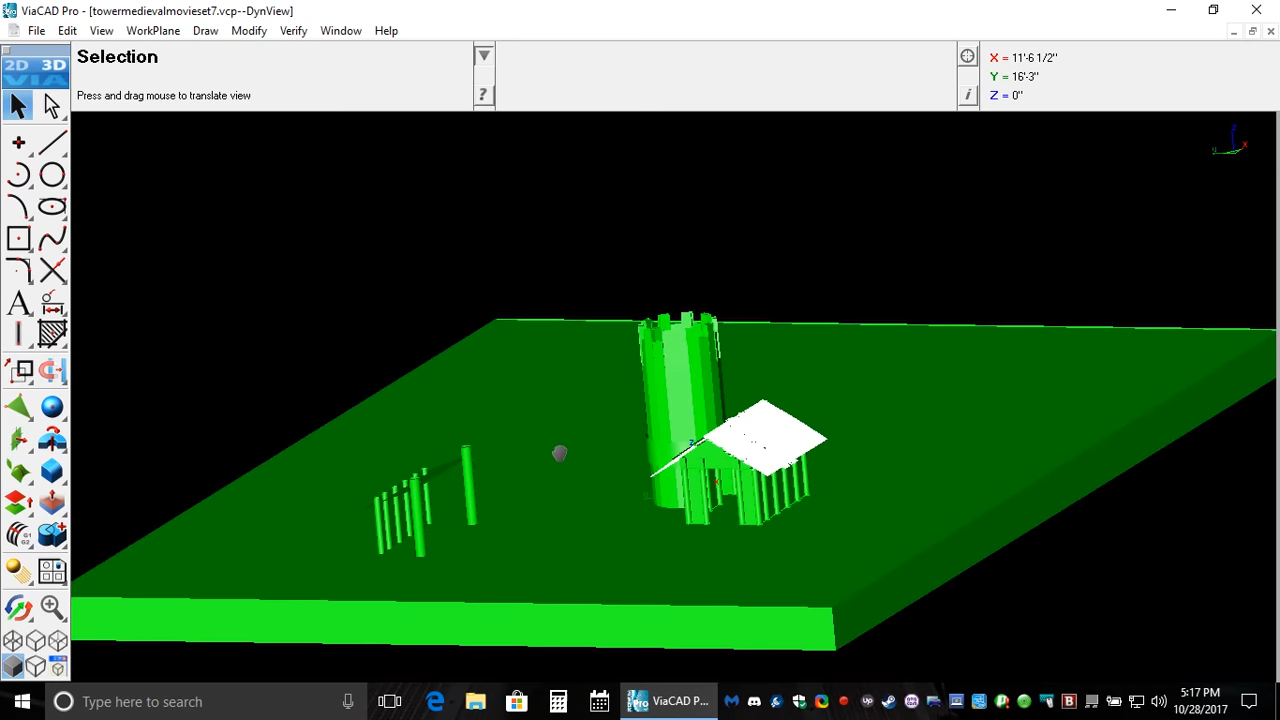 ViaCAD Pro - [towermedievalmovieset7.vcp--DynView]
File Edit View WorkPlane Draw Modify Verify Window Help
2D 3D
VIA
Selection
Press and drag mouse to translate view
?
i
X = 11'-6 1/2"
Y = 16'-3"
Z = 0"
Z
Y X
A
G1
G2
Z
X
Type here to search
ViaCAD P...
5:17 PM
10/28/2017